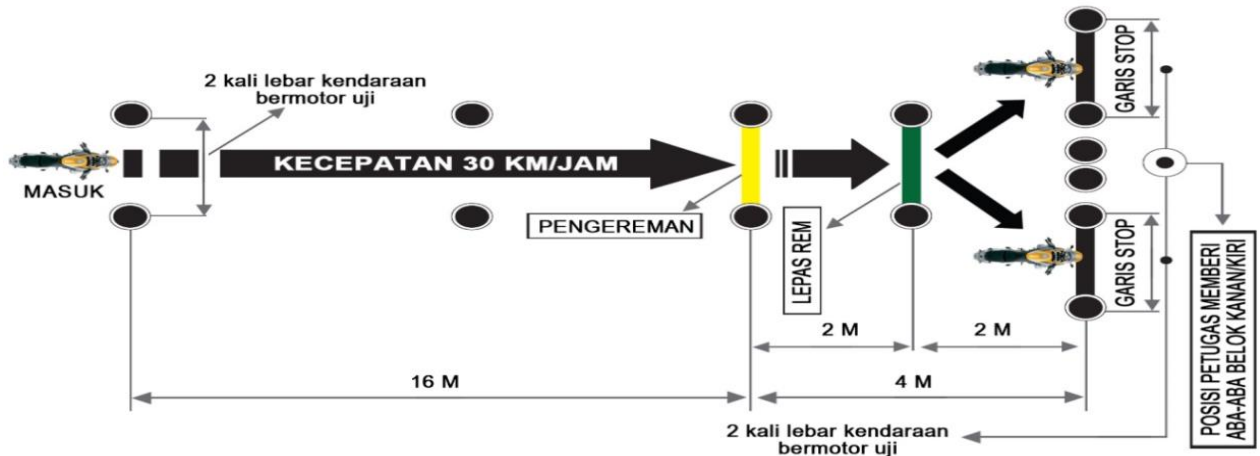 2 kali lebar kendaraan
bermotor uji
MASUK
KECEPATAN 30 KM/JAM
PENGEREMAN
LEPAS REM
GARIS STOP
GARIS STOP
POSISI PETUGAS MEMBERI
ABA-ABA BELOK KANAN/KIRI
2 M
2 M
16 M
4 M
2 kali lebar kendaraan
bermotor uji